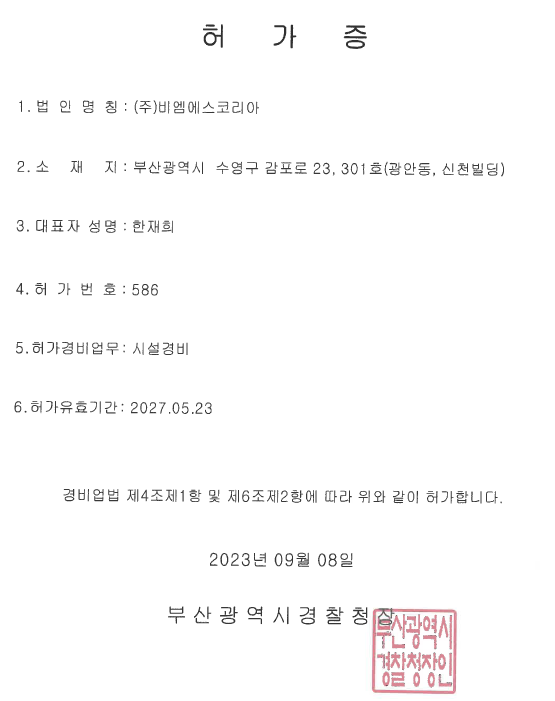 허 가 증
1. 법 인 명 칭 : (주)비엠에스코리아
2. 소 재 지 : 부산광역시 수영구 감포로 23, 301호(광안동, 신천빌딩)
3. 대표자 성명 : 한재희
4. 허 가 번 호 : 586
5. 허가경비업무 : 시설경비
6. 허가유효기간 : 2027.05.23
경비업법 제4조제1항 및 제6조제2항에 따라 위와 같이 허가합니다.
2023년 09월 08일
부 산 광 역 시 경 찰 청 장
부산광역시
경찰청장인